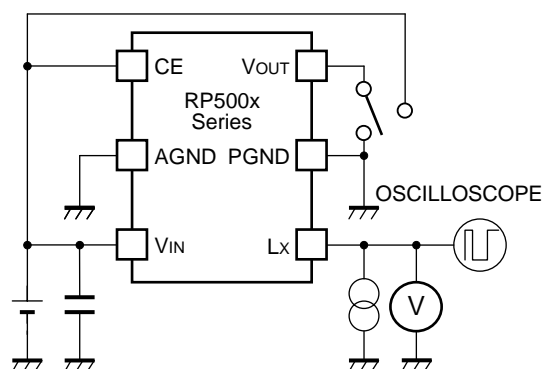 CE
VOUT
RP500x
Series
AGND
PGND
OSCILLOSCOPE
VIN
LX
V